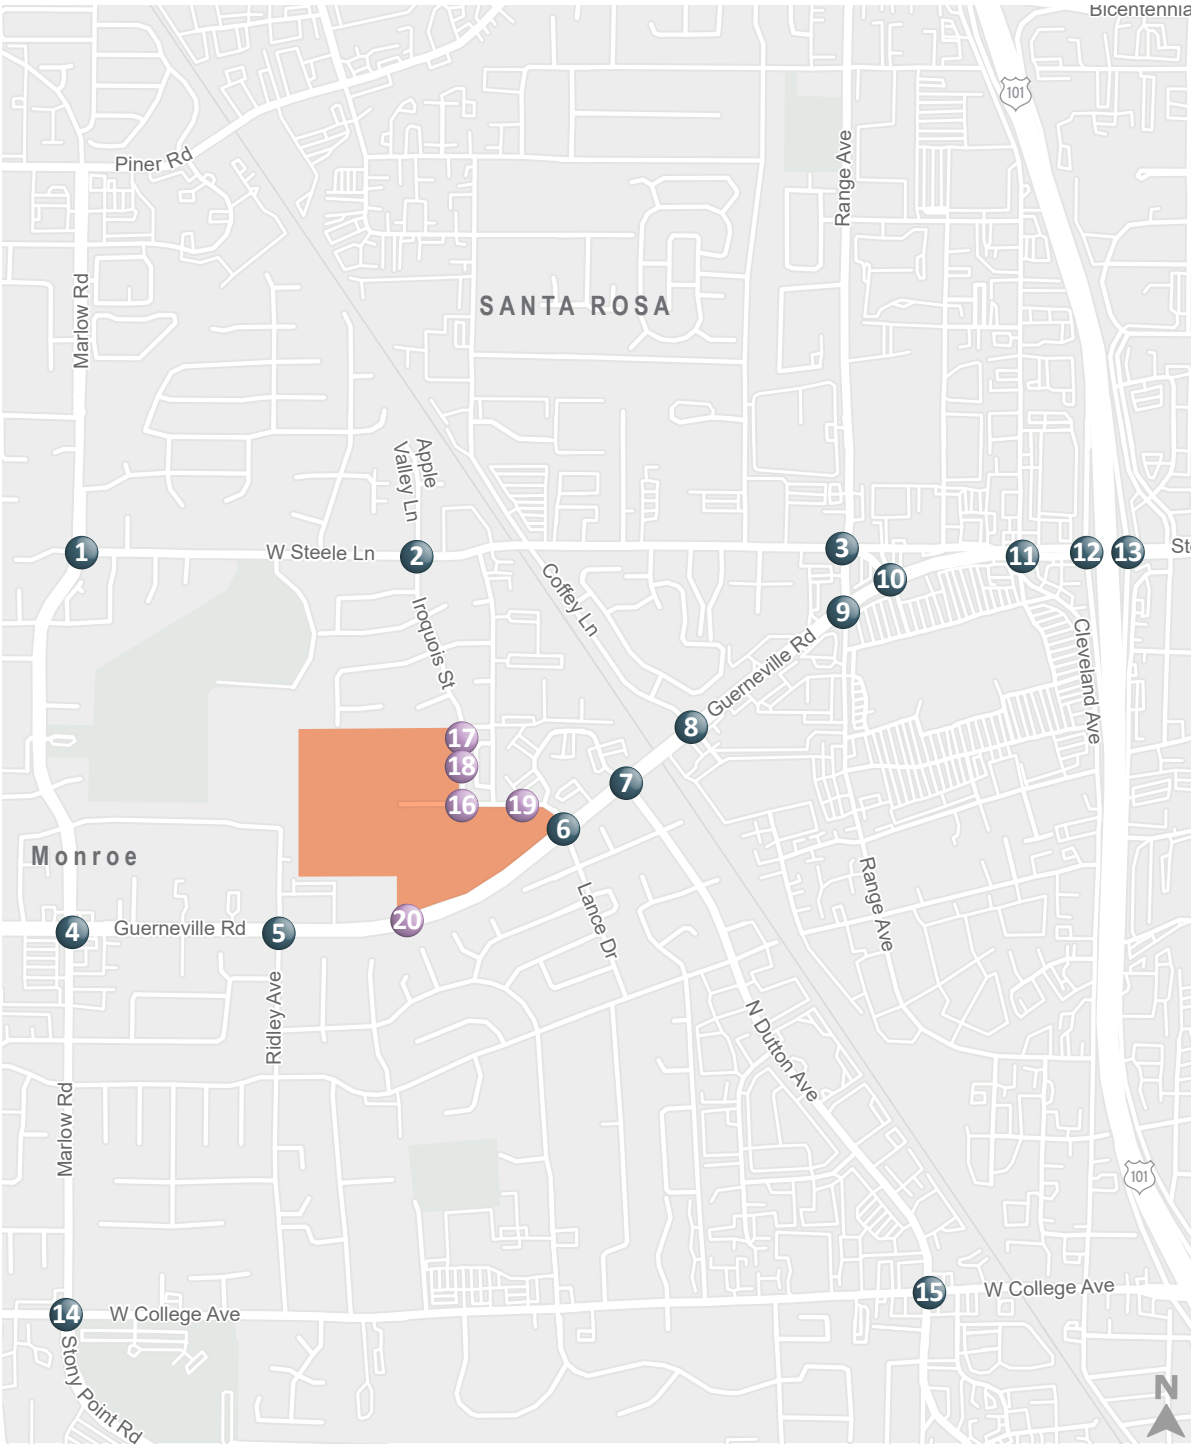 Bicentennia
101
Piner Rd
Range Ave
Marlow Rd
SANTA ROSA
Apple
Valley Ln
1
W Steele Ln
2
3
10
11
12
13
St
Coffey Ln
Iroquois St
9
Guerneville Rd
Cleveland Ave
17
8
18
7
16
19
6
Monroe
Range Ave
Lance Dr
4
Guerneville Rd
5
20
Ridley Ave
N Dutton Ave
Marlow Rd
101
14
W College Ave
15
W College Ave
Stony Point Rd
N